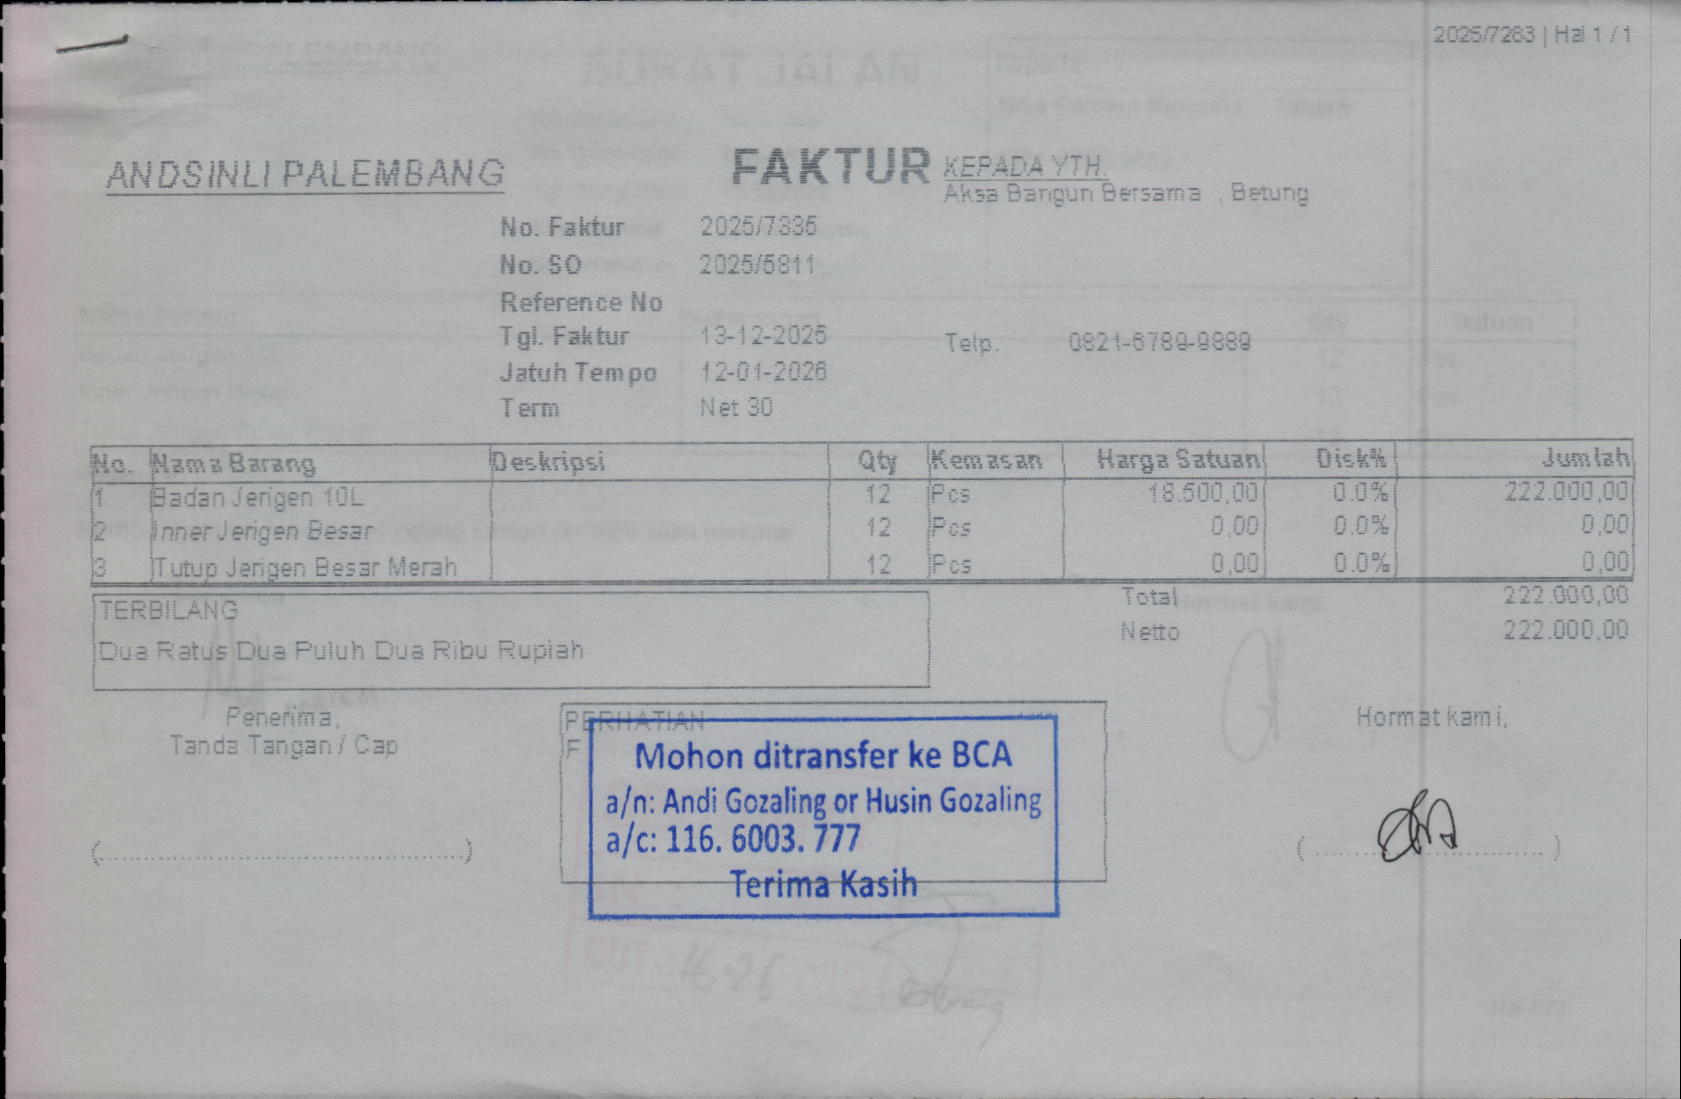 2025/7263 | Hal 1 / 1
ANDSINLI PALEMBANG
FAKTUR
KEPADA YTH.
Aksa Bangun Bersama , Betung
No. Faktur 2025/7335
No. SO 2025/5811
Reference No
Tgl. Faktur 13-12-2025
Telp. 0821-6789-9889
Jatuh Tempo 12-01-2026
Term Net 30
No. Nama Barang Deskripsi Qty Kemasan Harga Satuan Disk% Jumlah
1 Badan Jerigen 10L 12 Pcs 18.500,00 0.0% 222.000,00
2 Inner Jerigen Besar 12 Pcs 0,00 0.0% 0,00
3 Tutup Jerigen Besar Merah 12 Pcs 0,00 0.0% 0,00
TERBILANG
Dua Ratus Dua Puluh Dua Ribu Rupiah
Total 222.000,00
Netto 222.000,00
Penerima,
Tanda Tangan / Cap
PERHATIAN
F
Mohon ditransfer ke BCA
a/n: Andi Gozaling or Husin Gozaling
a/c: 116. 6003. 777
Terima Kasih
Hormat kami,